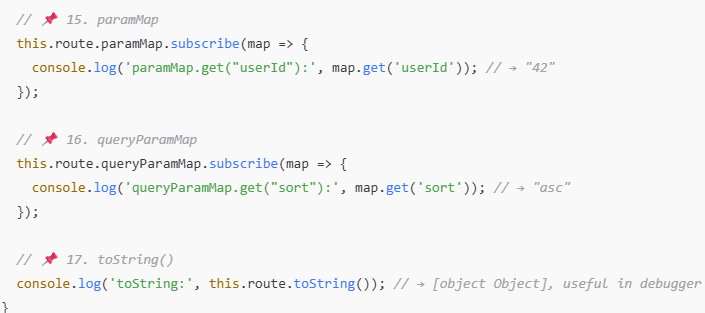 // 📌 15. paramMap
this.route.paramMap.subscribe(map => {
console.log('paramMap.get("userId"):', map.get('userId')); // → "42"
});
// 📌 16. queryParamMap
this.route.queryParamMap.subscribe(map => {
console.log('queryParamMap.get("sort"):', map.get('sort')); // → "asc"
});
// 📌 17. toString()
console.log('toString:', this.route.toString()); // → [object Object], useful in debugger
}